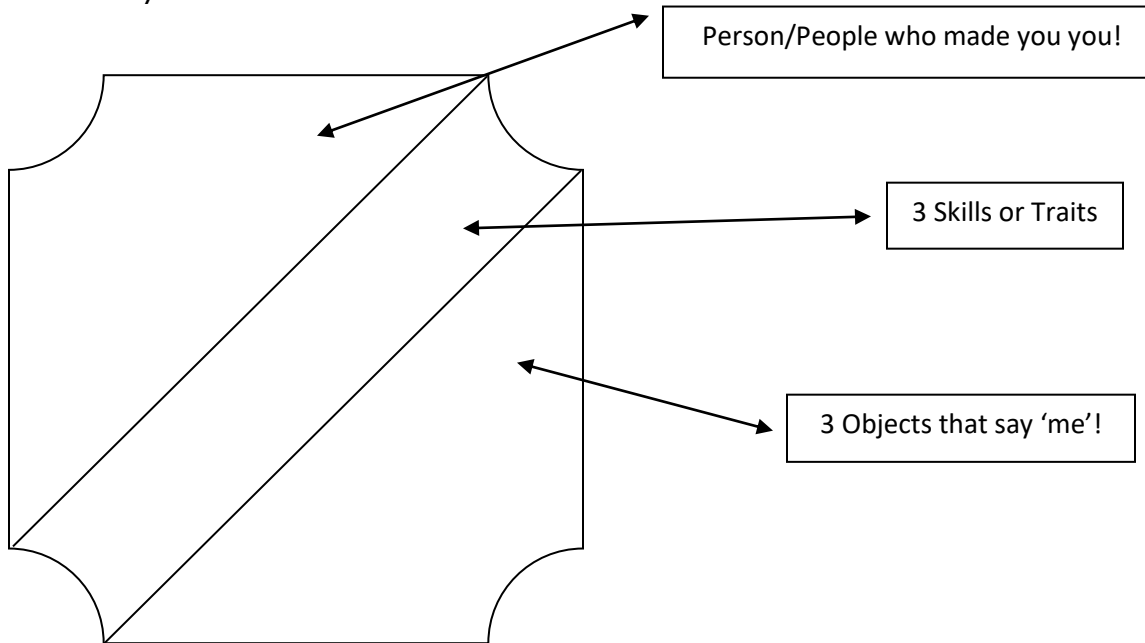 Person/People who made you you!
3 Skills or Traits
3 Objects that say ‘me’!